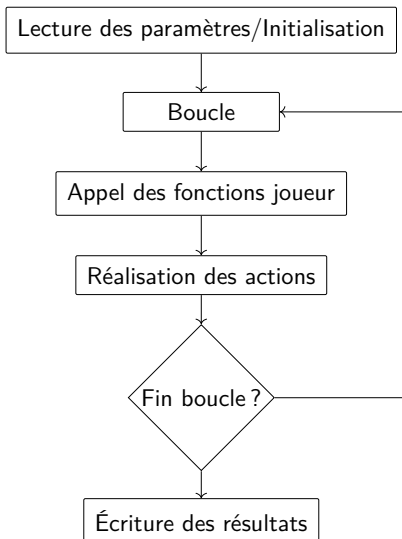 Lecture des paramètres/Initialisation
Boucle
Appel des fonctions joueur
Réalisation des actions
Fin boucle ?
Écriture des résultats